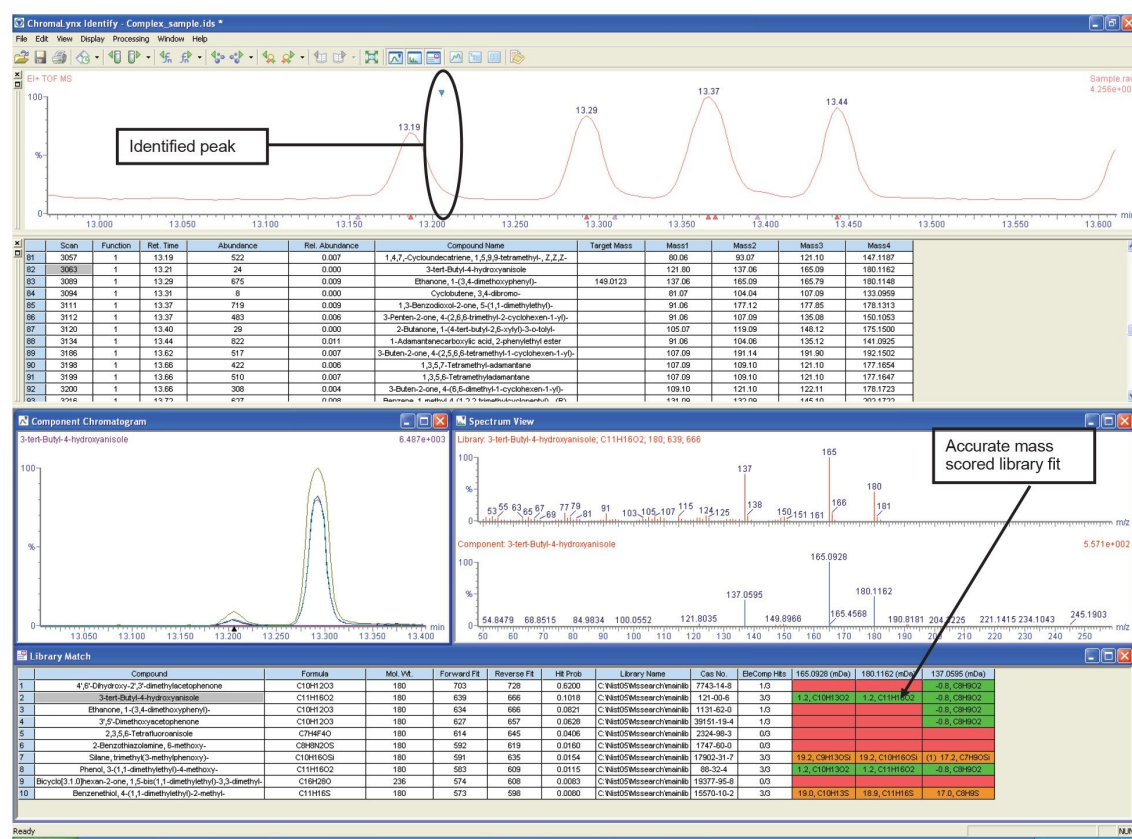 ChromaLynx Identify - Complex_sample.ids *
File Edit View Display Processing Window Help
EI+ TOF MS
Sample.raw
4.256e+00
100
%
0
13.19
13.29
13.37
13.44
Identified peak
13.000 13.050 13.100 13.150 13.200 13.250 13.300 13.350 13.400 13.450 13.500 13.550 13.600 min
Scan Function Ret. Time Abundance Rel. Abundance Compound Name Target Mass Mass1 Mass2 Mass3 Mass4
81 3057 1 13.19 522 0.007 1,4,7,-Cycloundecatriene, 1,5,9,9-tetramethyl-, Z,Z,Z- 80.06 93.07 121.10 147.1187
82 3063 1 13.21 24 0.000 3-tert-Butyl-4-hydroxyanisole 121.80 137.06 165.09 180.1162
83 3089 1 13.29 675 0.009 Ethanone, 1-(3,4-dimethoxyphenyl)- 149.0123 137.06 165.09 165.79 180.1148
84 3094 1 13.31 8 0.000 Cyclobutene, 3,4-dibromo- 81.07 104.04 107.09 133.0959
85 3111 1 13.37 719 0.009 1,3-Benzodioxol-2-one, 5-(1,1-dimethylethyl)- 91.06 177.12 177.85 178.1313
86 3112 1 13.37 483 0.006 3-Penten-2-one, 4-(2,6,6-trimethyl-2-cyclohexen-1-yl)- 91.06 107.09 135.08 150.1053
87 3120 1 13.40 29 0.000 2-Butanone, 1-(4-tert-butyl-2,6-xylyl)-3-o-tolyl- 105.07 119.09 148.12 175.1500
88 3134 1 13.44 822 0.011 1-Adamantanecarboxylic acid, 2-phenylethyl ester 91.06 104.06 135.12 141.0925
89 3186 1 13.62 517 0.007 3-Buten-2-one, 4-(2,5,6,6-tetramethyl-1-cyclohexen-1-yl)- 107.09 191.14 191.90 192.1502
90 3198 1 13.66 422 0.006 1,3,5,7-Tetramethyl-adamantane 107.09 109.10 121.10 177.1654
91 3199 1 13.66 510 0.007 1,3,5,6-Tetramethyladamantane 107.09 109.10 121.10 177.1647
92 3200 1 13.66 308 0.004 3-Buten-2-one, 4-(6,6-dimethyl-1-cyclohexen-1-yl)- 109.10 121.10 122.11 178.1723
93 3216 1 13.72 627 0.008 Benzene, 1-methyl-4-(1,2,2-trimethylcyclopentyl)-, (R)- 131.09 132.09 145.10 202.1722
Component Chromatogram
3-tert-Butyl-4-hydroxyanisole 6.487e+003
100
%
0
13.050 13.100 13.150 13.200 13.250 13.300 13.350 13.400 min
Spectrum View
Library: 3-tert-Butyl-4-hydroxyanisole; C11H16O2; 180; 639; 666
Accurate mass
scored library fit
100
%
0
53 55 63 65 67 69 77 79 81 91 103 105 107 115 124 125 137 138 150 151 161 165 166 180 181
m/z
Component: 3-tert-Butyl-4-hydroxyanisole 5.571e+002
100
%
0
54.8479 68.8515 84.9834 100.0552 121.8035 137.0595 149.8966 165.0928 165.4568 180.1162 190.8181 221.1415 234.1043 245.1903
m/z
50 60 70 80 90 100 110 120 130 140 150 160 170 180 190 200 210 220 230 240 250
Library Match
Compound Formula Mol. Wt. Forward Fit Reverse Fit Hit Prob Library Name Cas No. EleComp Hits 165.0928 (mDa) 180.1162 (mDa) 137.0595 (mDa)
1 4',6'-Dihydroxy-2',3'-dimethylacetophenone C10H12O3 180 703 728 0.6200 C:\Nist05\Mssearch\mainlib 7743-14-8 1/3 -0.8, C8H9O2
2 3-tert-Butyl-4-hydroxyanisole C11H16O2 180 639 666 0.1018 C:\Nist05\Mssearch\mainlib 121-00-6 3/3 1.2, C10H13O2 1.2, C11H16O2 -0.8, C8H9O2
3 Ethanone, 1-(3,4-dimethoxyphenyl)- C10H12O3 180 634 666 0.0821 C:\Nist05\Mssearch\mainlib 1131-62-0 1/3 -0.8, C8H9O2
4 3',5'-Dimethoxyacetophenone C10H12O3 180 627 657 0.0628 C:\Nist05\Mssearch\mainlib 39151-19-4 1/3 -0.8, C8H9O2
5 2,3,5,6-Tetrafluoroanisole C7H4F4O 180 614 645 0.0406 C:\Nist05\Mssearch\mainlib 2324-98-3 0/3
6 2-Benzothiazolamine, 6-methoxy- C8H8N2OS 180 592 619 0.0160 C:\Nist05\Mssearch\mainlib 1747-60-0 0/3
7 Silane, trimethyl(3-methylphenoxy)- C10H16OSi 180 591 635 0.0154 C:\Nist05\Mssearch\mainlib 17902-31-7 3/3 19.2, C9H13OSi 19.2, C10H16OSi (1) 17.2, C7H9OSi
8 Phenol, 3-(1,1-dimethylethyl)-4-methoxy- C11H16O2 180 583 609 0.0115 C:\Nist05\Mssearch\mainlib 88-32-4 3/3 1.2, C10H13O2 1.2, C11H16O2 -0.8, C8H9O2
9 Bicyclo[3.1.0]hexan-2-one, 1,5-bis(1,1-dimethylethyl)-3,3-dimethyl- C16H28O 236 574 608 0.0083 C:\Nist05\Mssearch\mainlib 19377-95-8 0/3
10 Benzenethiol, 4-(1,1-dimethylethyl)-2-methyl- C11H16S 180 573 598 0.0080 C:\Nist05\Mssearch\mainlib 15570-10-2 3/3 19.0, C10H13S 18.9, C11H16S 17.0, C8H9S
Ready
NUM